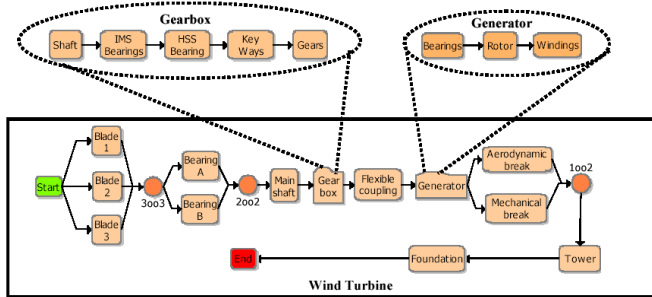 Gearbox
Generator
Shaft
IMS
Bearings
HSS
Bearing
Key
Ways
Gears
Bearings
Rotor
Windings
Blade
1
Blade
2
Blade
3
Start
3oo3
Bearing
A
Bearing
B
2oo2
Main
shaft
Gear
box
Flexible
coupling
Generator
Aerodynamic
break
Mechanical
break
1oo2
End
Foundation
Tower
Wind Turbine